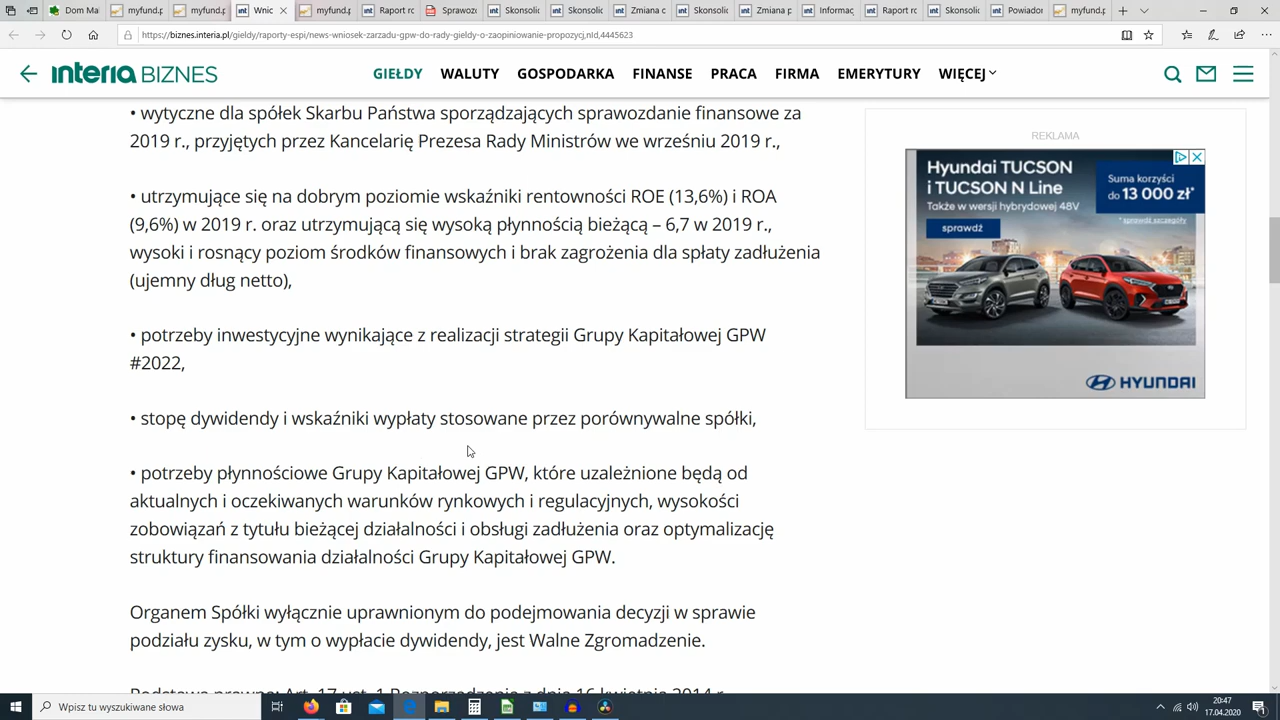 Dom Mal
myfund.p
myfund.p
Wnic
myfund.p
Raport ro
Sprawoz
Skonsolic
Skonsolic
Zmiana c
Skonsolic
Zmiana p
Informacj
Raport ro
Skonsolic
Powiador
myfund.p
https://biznes.interia.pl/gieldy/raporty-espi/news-wniosek-zarzadu-gpw-do-rady-gieldy-o-zaopiniowanie-propozycj,nId,4445623
interia BIZNES
GIEŁDY WALUTY GOSPODARKA FINANSE PRACA FIRMA EMERYTURY WIĘCEJ
• wytyczne dla spółek Skarbu Państwa sporządzających sprawozdanie finansowe za
2019 r., przyjętych przez Kancelarię Prezesa Rady Ministrów we wrześniu 2019 r.,
• utrzymujące się na dobrym poziomie wskaźniki rentowności ROE (13,6%) i ROA
(9,6%) w 2019 r. oraz utrzymującą się wysoką płynnością bieżącą – 6,7 w 2019 r.,
wysoki i rosnący poziom środków finansowych i brak zagrożenia dla spłaty zadłużenia
(ujemny dług netto),
• potrzeby inwestycyjne wynikające z realizacji strategii Grupy Kapitałowej GPW
#2022,
• stopę dywidendy i wskaźniki wypłaty stosowane przez porównywalne spółki,
• potrzeby płynnościowe Grupy Kapitałowej GPW, które uzależnione będą od
aktualnych i oczekiwanych warunków rynkowych i regulacyjnych, wysokości
zobowiązań z tytułu bieżącej działalności i obsługi zadłużenia oraz optymalizację
struktury finansowania działalności Grupy Kapitałowej GPW.
Organem Spółki wyłącznie uprawnionym do podejmowania decyzji w sprawie
podziału zysku, w tym o wypłacie dywidendy, jest Walne Zgromadzenie.
Podstawa prawna: Art. 17 ust. 1 Rozporządzenia z dnia 16 kwietnia 2014 r.
REKLAMA
Hyundai TUCSON
i TUCSON N Line
Także w wersji hybrydowej 48V
sprawdź
Suma korzyści
do 13 000 zł*
* sprawdź szczegóły
HYUNDAI
Wpisz tu wyszukiwane słowa
20:47
17.04.2020